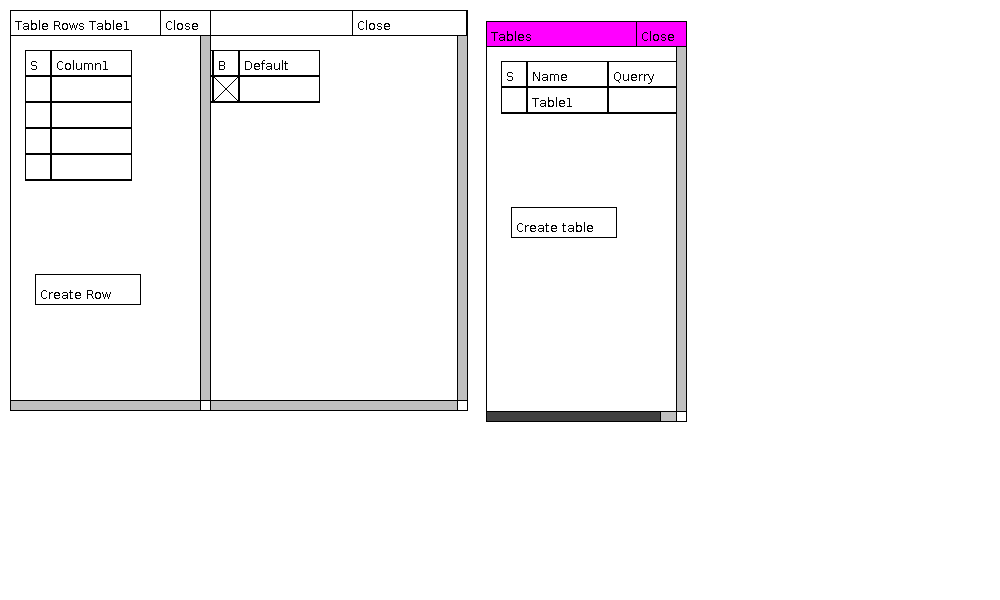 Table Rows Table1 Close Close
S Column1
B Default
Create Row
Tables Close
S Name Querry
Table1
Create table